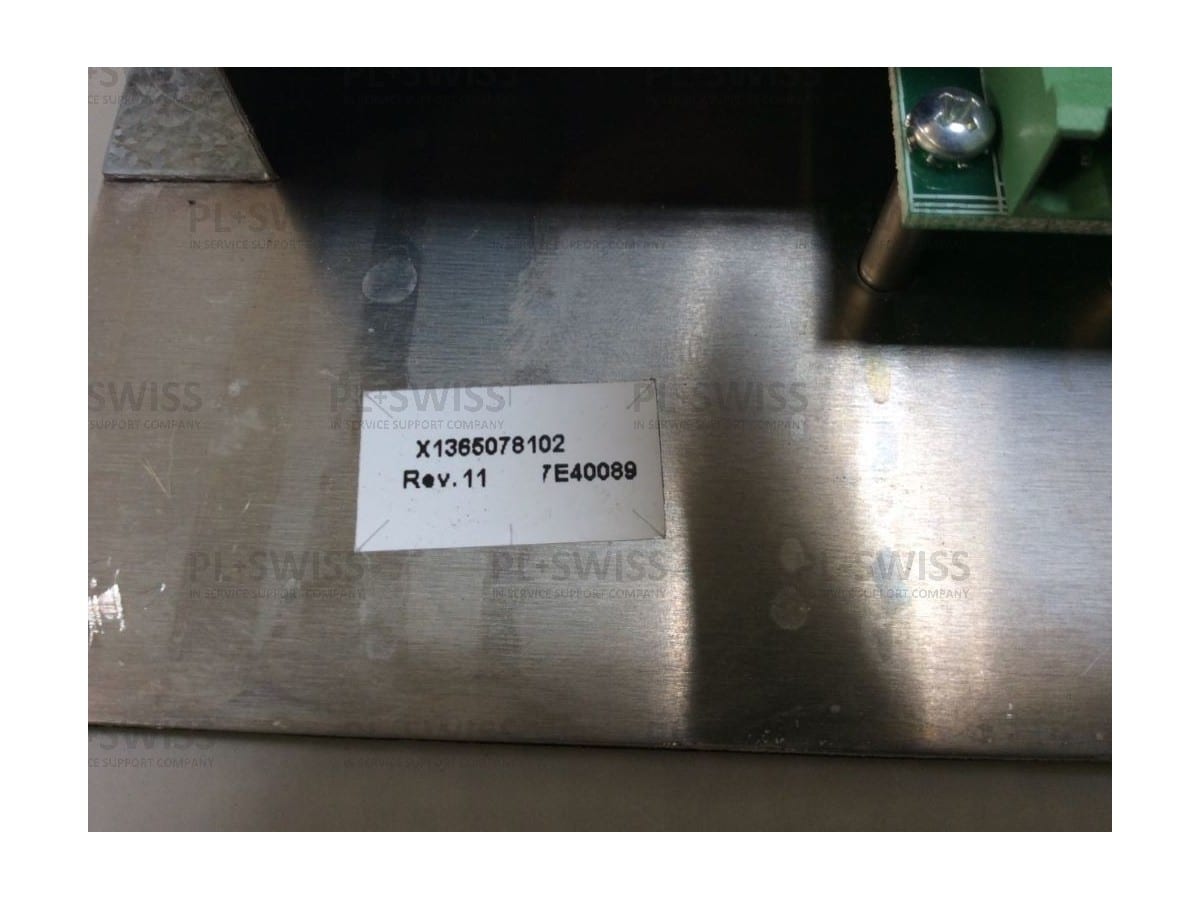 PL+SWISS
IN SERVICE SUPPORT COMPANY
X1365078102
Rev.11 7E40089